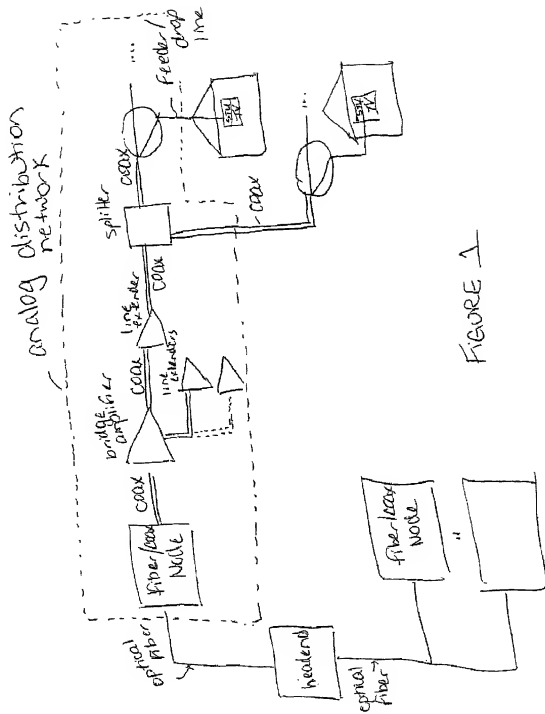 analog distribution
network
Feeder/
drop
line
coax
splitter
coax
coax
line extender
coax
line extenders
bridge
amplifier
coax
Fiber/coax
Node
optical
fiber
headend
optical
fiber
Fiber/coax
Node
FIGURE 1